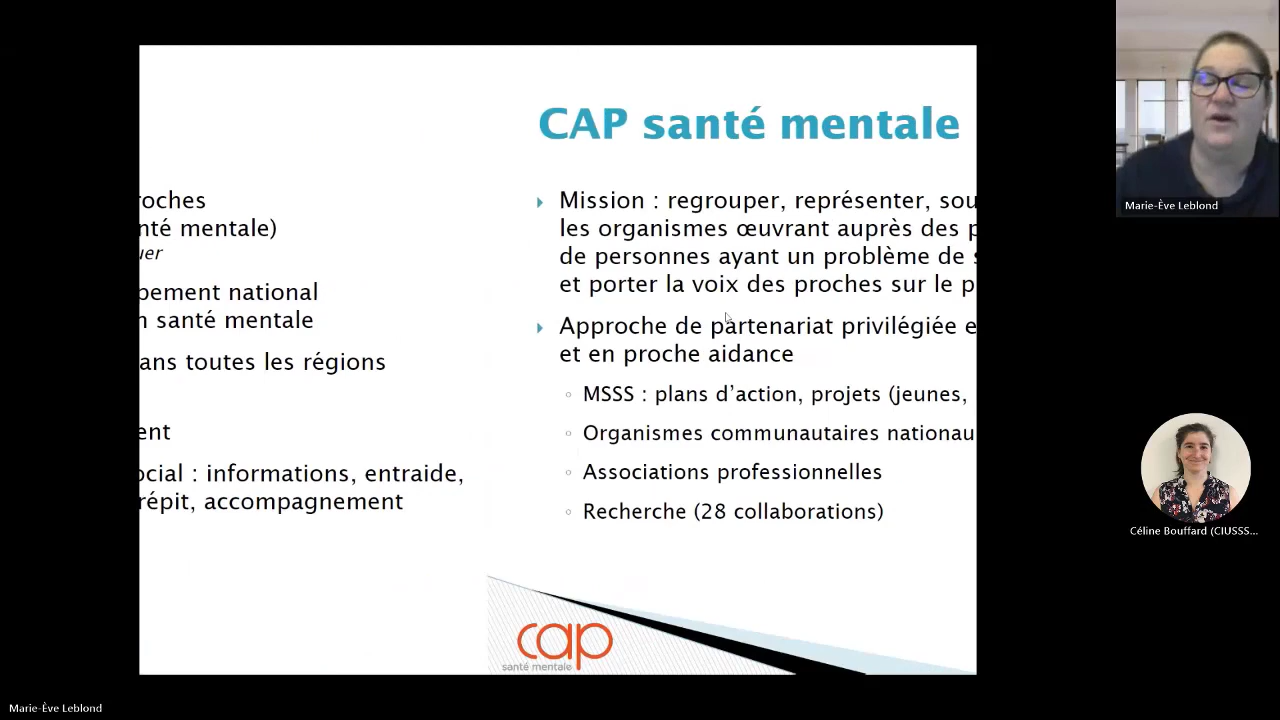 CAP santé mentale
roches
nté mentale)
uer
pement national
n santé mentale
ans toutes les régions
ent
ocial : informations, entraide,
répit, accompagnement
Mission : regrouper, représenter, sou
les organismes œuvrant auprès des p
de personnes ayant un problème de s
et porter la voix des proches sur le p
Approche de partenariat privilégiée e
et en proche aidance
MSSS : plans d'action, projets (jeunes,
Organismes communautaires nationau
Associations professionnelles
Recherche (28 collaborations)
cap
santé mentale
Marie-Ève Leblond
Céline Bouffard (CIUSSS...
Marie-Ève Leblond